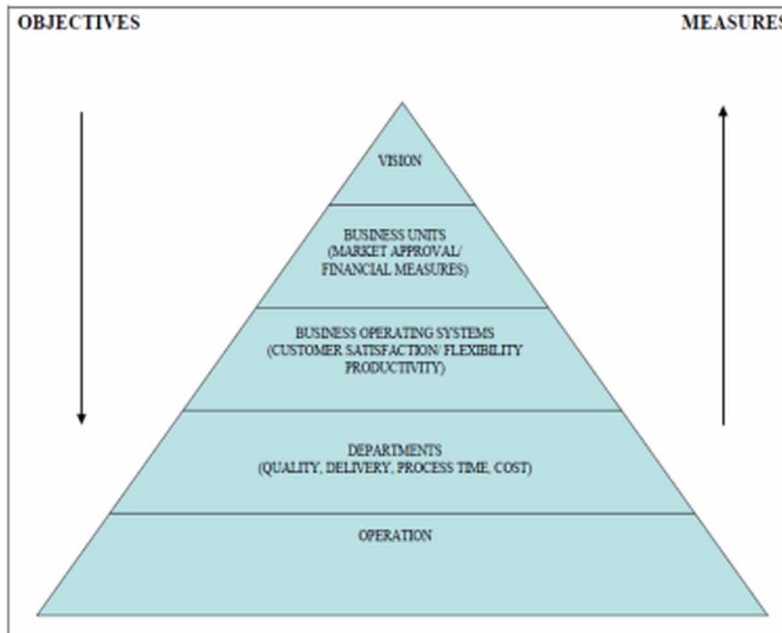 OBJECTIVES
MEASURES
VISION
BUSINESS UNITS
(MARKET APPROVAL/
FINANCIAL MEASURES)
BUSINESS OPERATING SYSTEMS
(CUSTOMER SATISFACTION/ FLEXIBILITY
PRODUCTIVITY)
DEPARTMENTS
(QUALITY, DELIVERY, PROCESS TIME, COST)
OPERATION